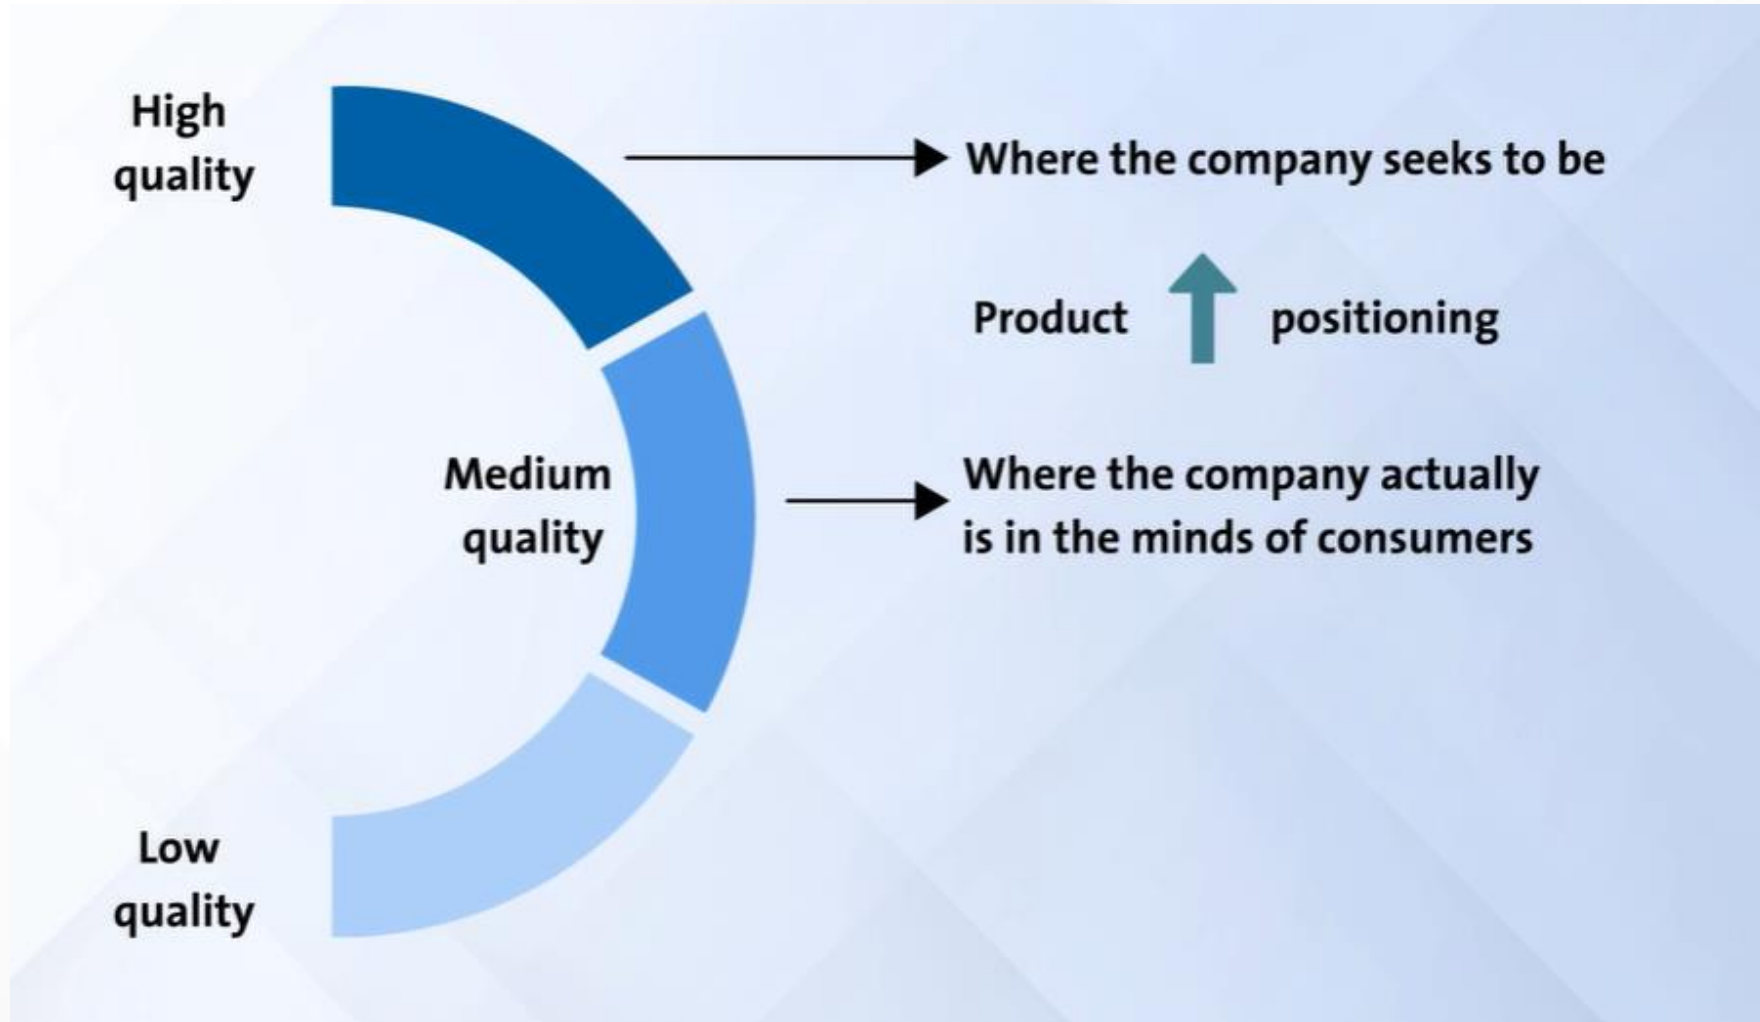 High
quality
Where the company seeks to be
Product positioning
Medium
quality
Where the company actually
is in the minds of consumers
Low
quality